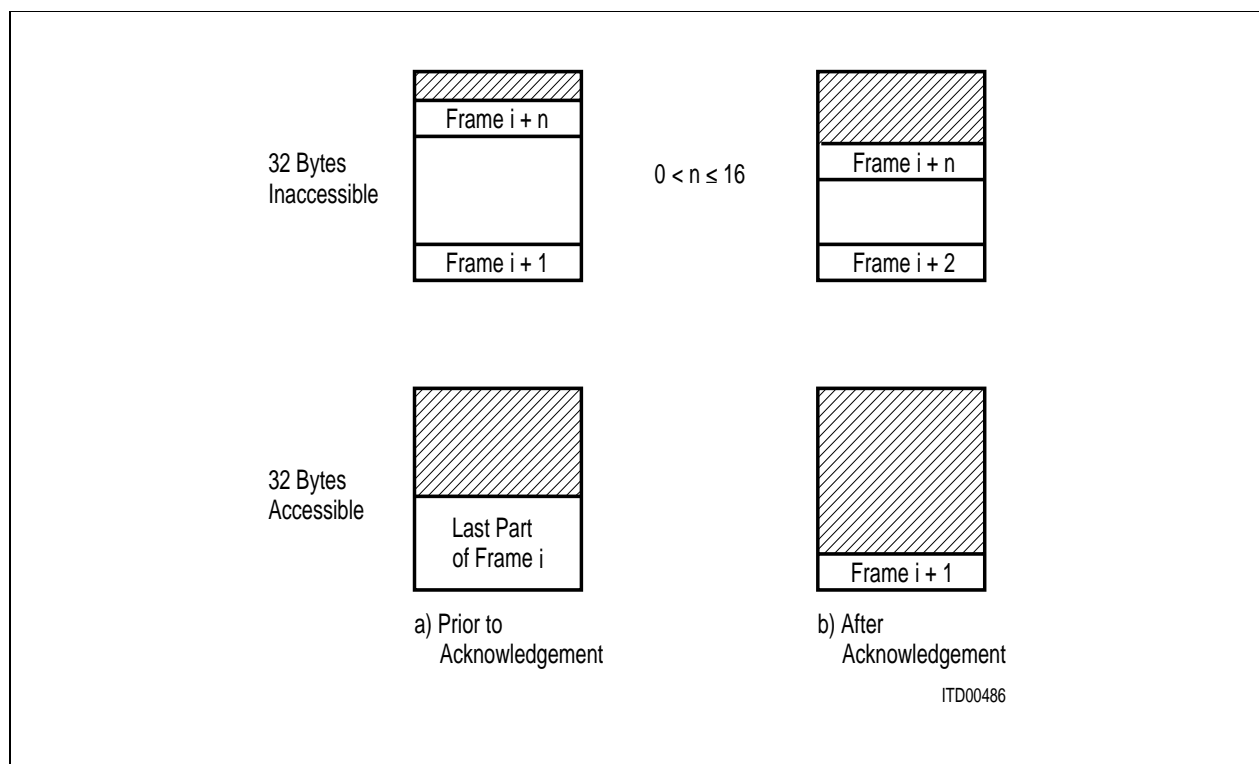 Frame i + n
32 Bytes
Inaccessible
0 < n ≤ 16
Frame i + n
Frame i + 1
Frame i + 2
32 Bytes
Accessible
Last Part
of Frame i
Frame i + 1
a) Prior to
Acknowledgement
b) After
Acknowledgement
ITD00486